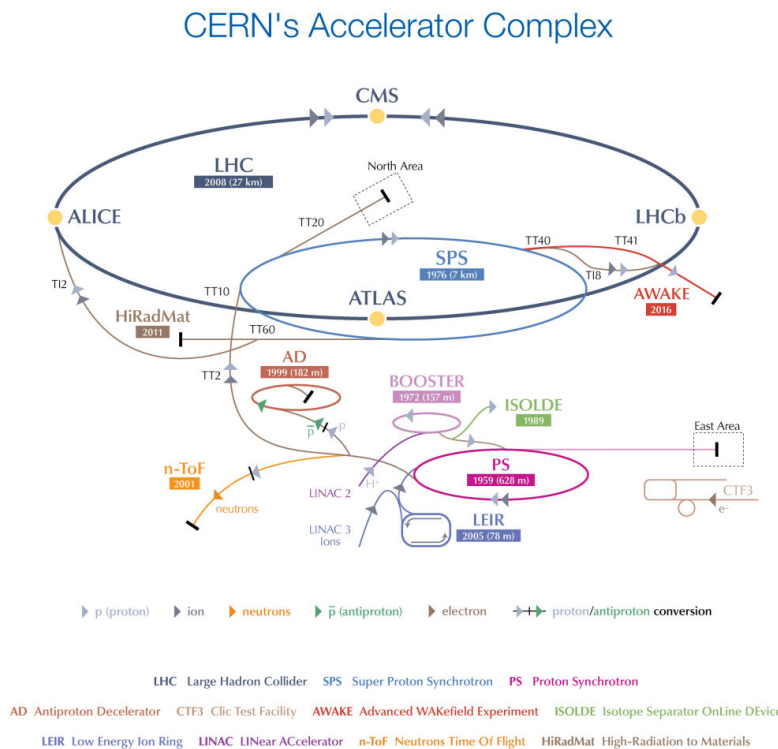 CERN's Accelerator Complex
CMS
LHC
2008 (27 km)
North Area
ALICE
LHCb
TT20
TT40
TT41
SPS
1976 (7 km)
TI2
TT10
TI8
ATLAS
AWAKE
2016
HiRadMat
2011
TT60
AD
1999 (182 m)
TT2
BOOSTER
1972 (157 m)
ISOLDE
1989
p̅
p
East Area
n-ToF
2001
PS
1959 (628 m)
H+
LINAC 2
neutrons
CTF3
e–
LINAC 3
Ions
LEIR
2005 (78 m)
p (proton)
ion
neutrons
p̅ (antiproton)
electron
proton/antiproton conversion
LHC Large Hadron Collider SPS Super Proton Synchrotron PS Proton Synchrotron
AD Antiproton Decelerator CTF3 Clic Test Facility AWAKE Advanced WAKefield Experiment ISOLDE Isotope Separator OnLine DEvice
LEIR Low Energy Ion Ring LINAC LINear ACcelerator n-ToF Neutrons Time Of Flight HiRadMat High-Radiation to Materials